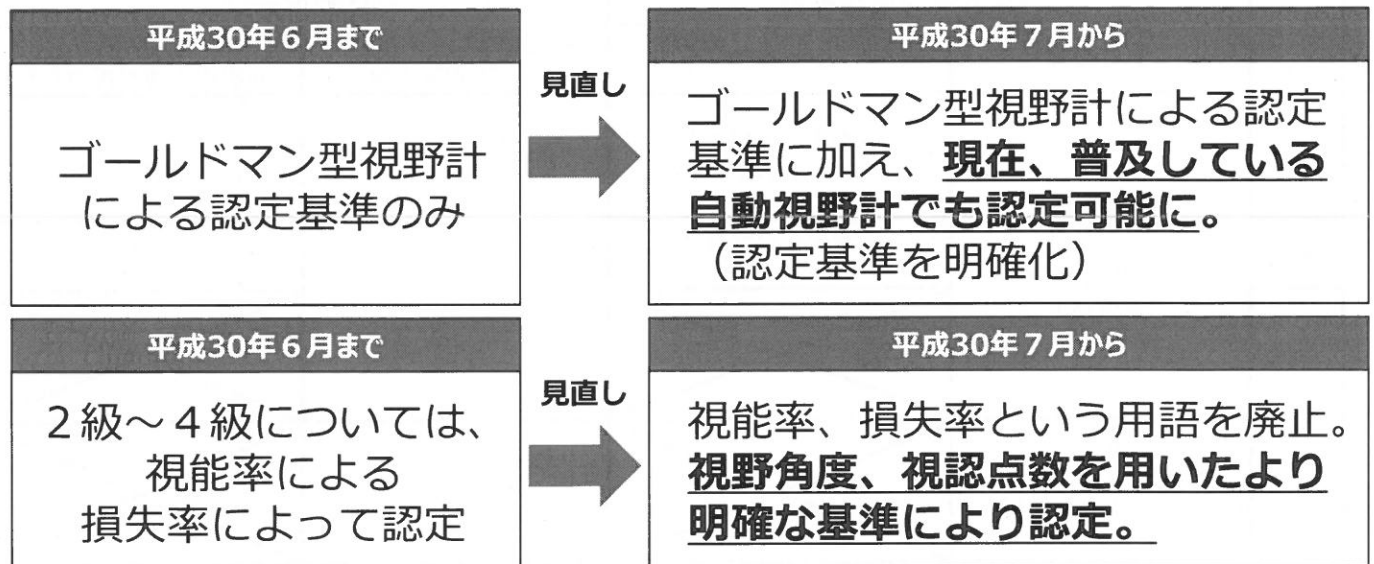 平成30年６月まで
ゴールドマン型視野計
による認定基準のみ
見直し
平成30年７月から
ゴールドマン型視野計による認定
基準に加え、現在、普及している
自動視野計でも認定可能に。
（認定基準を明確化）
平成30年６月まで
２級～４級については、
視能率による
損失率によって認定
見直し
平成30年７月から
視能率、損失率という用語を廃止。
視野角度、視認点数を用いたより
明確な基準により認定。